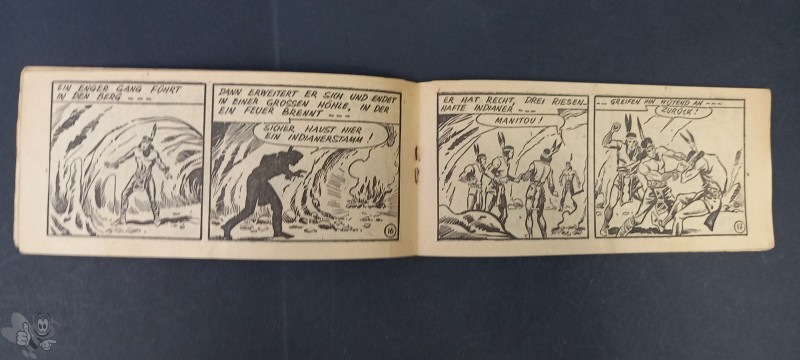 EIN ENGER GANG FÜHRT
IN DEN BERG ---
DANN ERWEITERT ER SICH UND ENDET
IN EINER GROSSEN HÖHLE, IN DER
EIN FEUER BRENNT ---
SICHER HAUST HIER
EIN INDIANERSTAMM!
16
ER HAT RECHT, DREI RIESEN-
HAFTE INDIANER ---
MANITOU!
--- GREIFEN IHN WÜTEND AN ---
ZURÜCK!